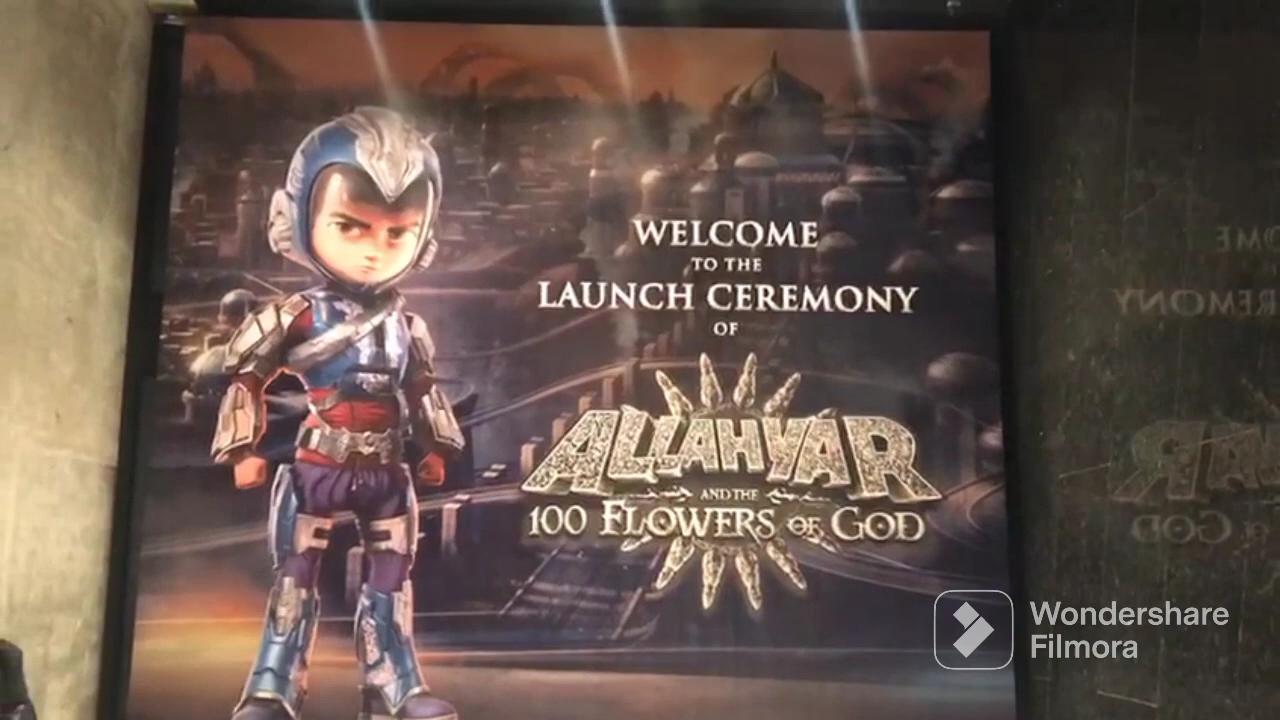 WELCOME
TO THE
LAUNCH CEREMONY
OF
ALLAHYAR
AND THE
100 FLOWERS OF GOD
Wondershare
Filmora